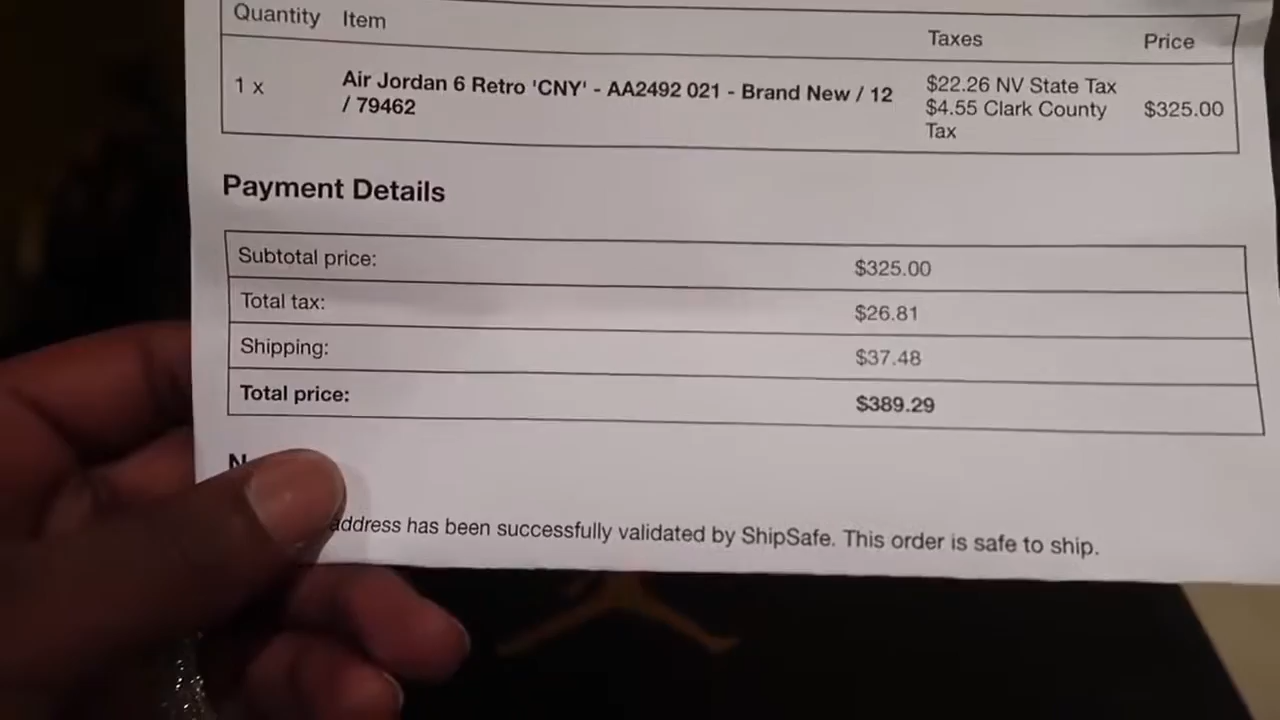 Quantity Item Taxes Price
1 x Air Jordan 6 Retro 'CNY' - AA2492 021 - Brand New / 12 $22.26 NV State Tax
/ 79462 $4.55 Clark County $325.00
Tax
Payment Details
Subtotal price: $325.00
Total tax: $26.81
Shipping: $37.48
Total price: $389.29
address has been successfully validated by ShipSafe. This order is safe to ship.